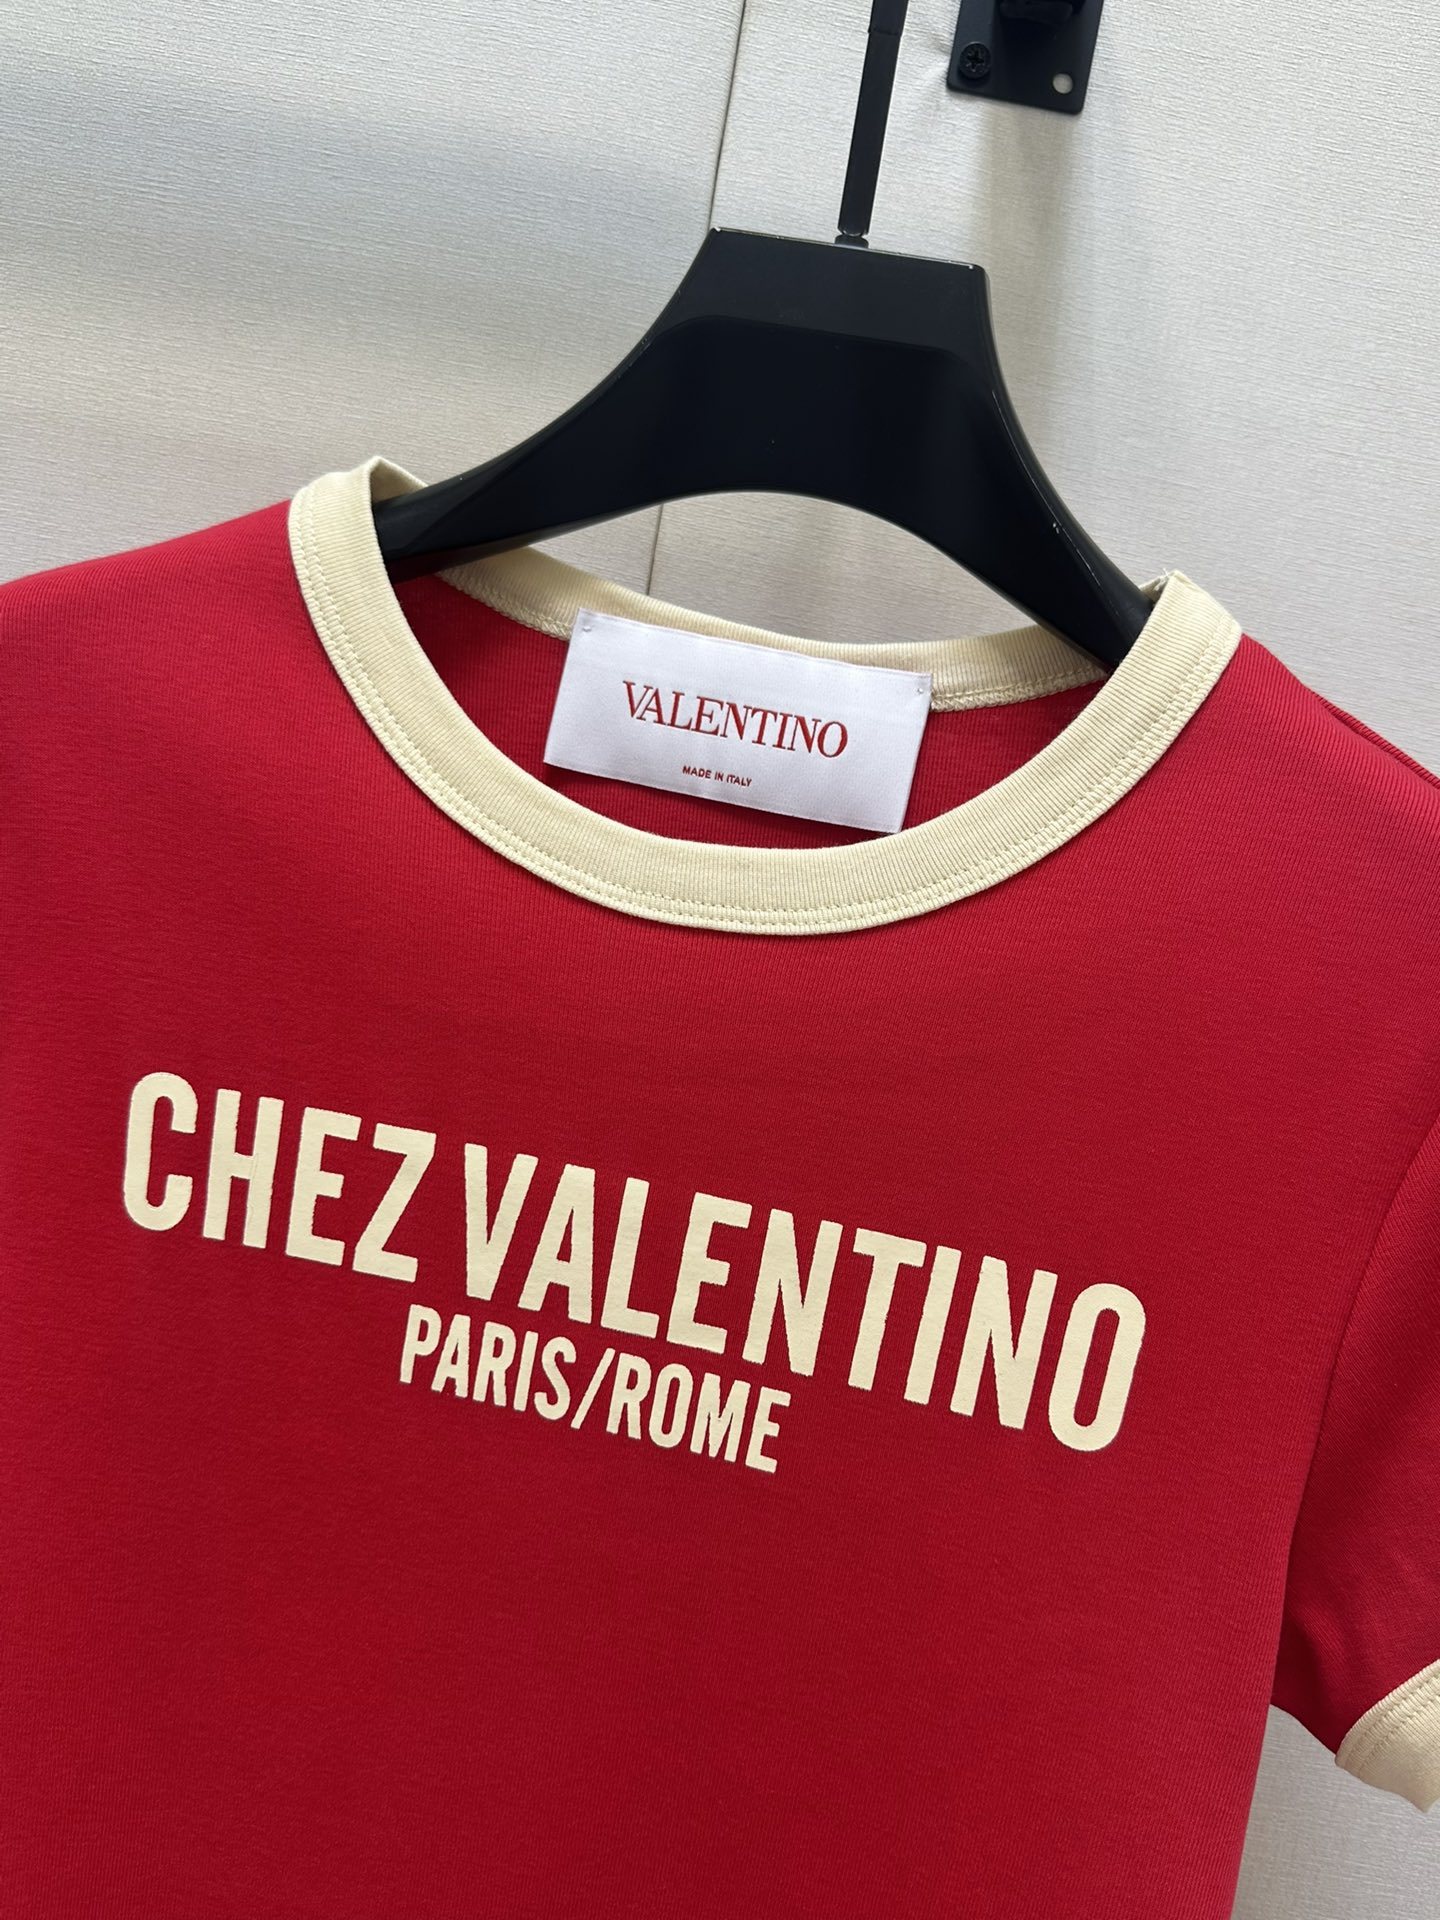 VALENTINO
MADE IN ITALY
CHEZ VALENTINO
PARIS/ROME